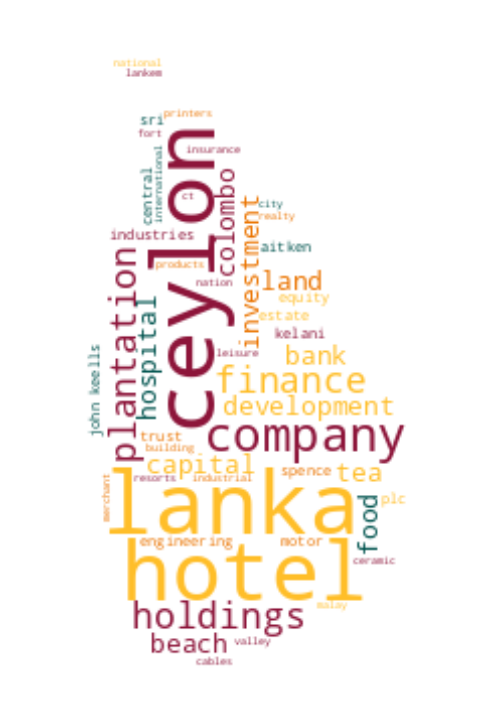 national
lankem
printers
sri
fort
ceylon
insurance
international
central
colombo
ct
investment
city
realty
industries
aitken
plantation
products
land
nation
hospital
equity
estate
kelani
john keells
leisure
bank
finance
development
company
trust
building
capital
spence
tea
merchant
resorts
industrial
lanka
plc
food
engineering
motor
hotel
ceramic
holdings
malay
beach
valley
cables